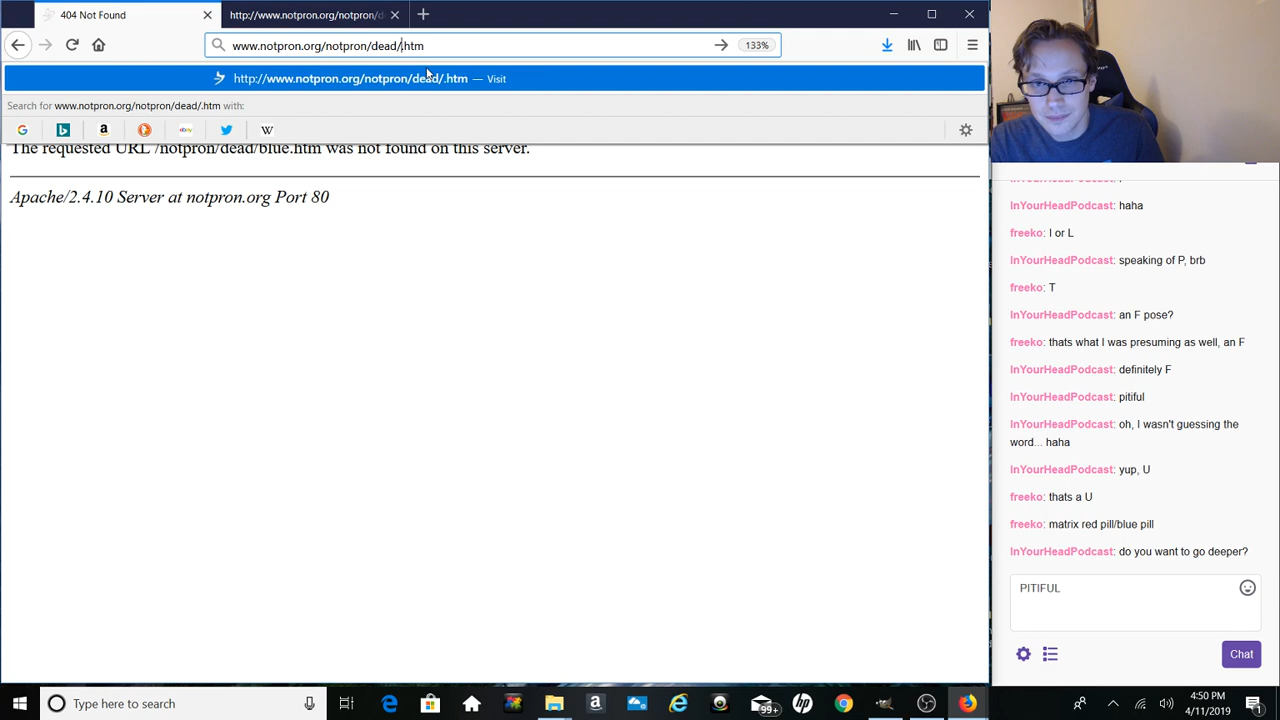 404 Not Found
http://www.notpron.org/notpron/d
www.notpron.org/notpron/dead/.htm
133%
http://www.notpron.org/notpron/dead/.htm — Visit
Search for www.notpron.org/notpron/dead/.htm with:
The requested URL /notpron/dead/blue.htm was not found on this server.
Apache/2.4.10 Server at notpron.org Port 80
InYourHeadPodcast: haha
freeko: I or L
InYourHeadPodcast: speaking of P, brb
freeko: T
InYourHeadPodcast: an F pose?
freeko: thats what I was presuming as well, an F
InYourHeadPodcast: definitely F
InYourHeadPodcast: pitiful
InYourHeadPodcast: oh, I wasn't guessing the
word... haha
InYourHeadPodcast: yup, U
freeko: thats a U
freeko: matrix red pill/blue pill
InYourHeadPodcast: do you want to go deeper?
PITIFUL
Chat
Type here to search
99+
4:50 PM
4/11/2019